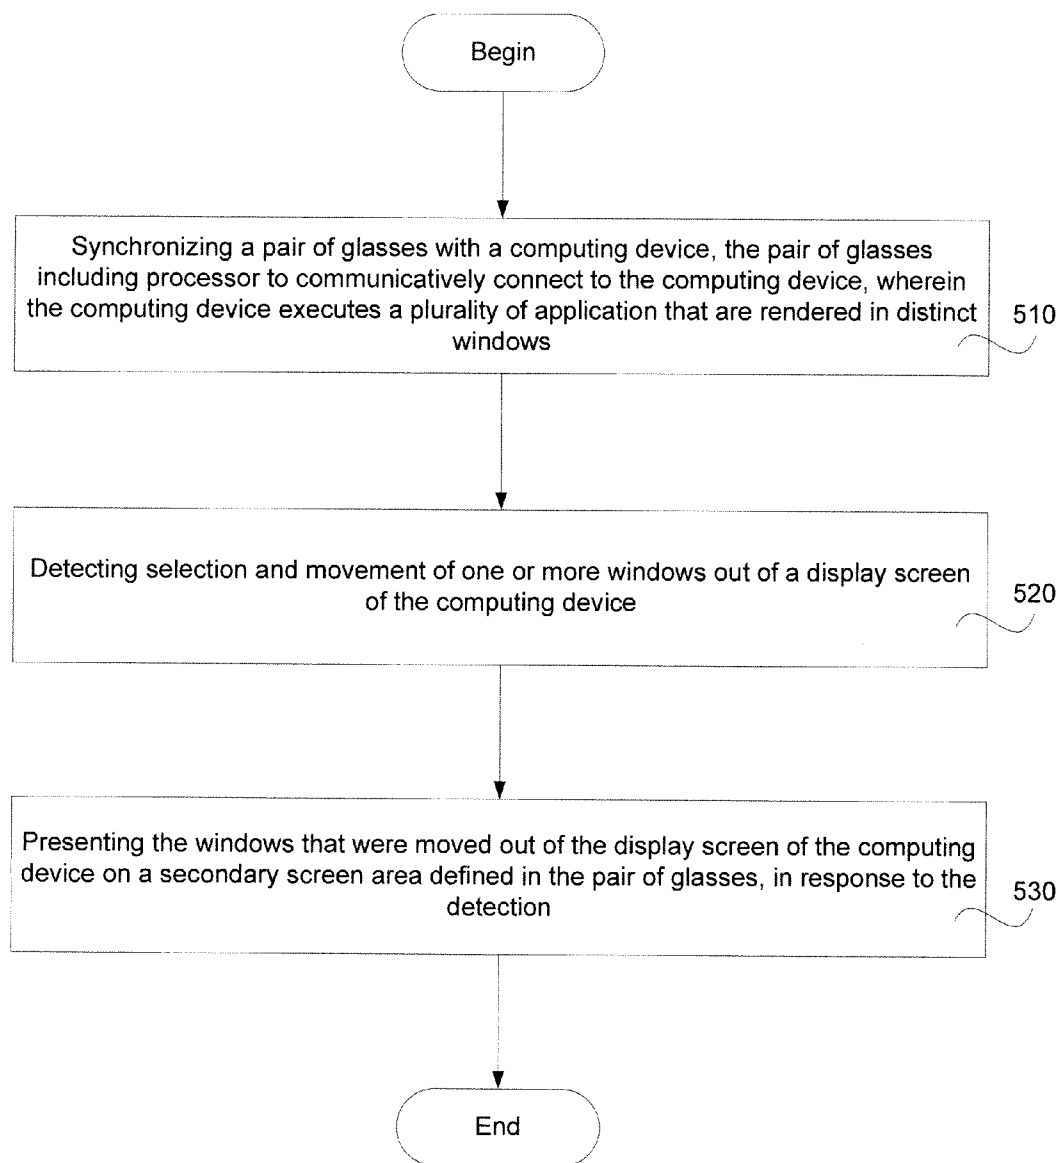 Begin
Synchronizing a pair of glasses with a computing device, the pair of glasses
including processor to communicatively connect to the computing device, wherein
the computing device executes a plurality of application that are rendered in distinct
windows
510
Detecting selection and movement of one or more windows out of a display screen
of the computing device
520
Presenting the windows that were moved out of the display screen of the computing
device on a secondary screen area defined in the pair of glasses, in response to the
detection
530
End